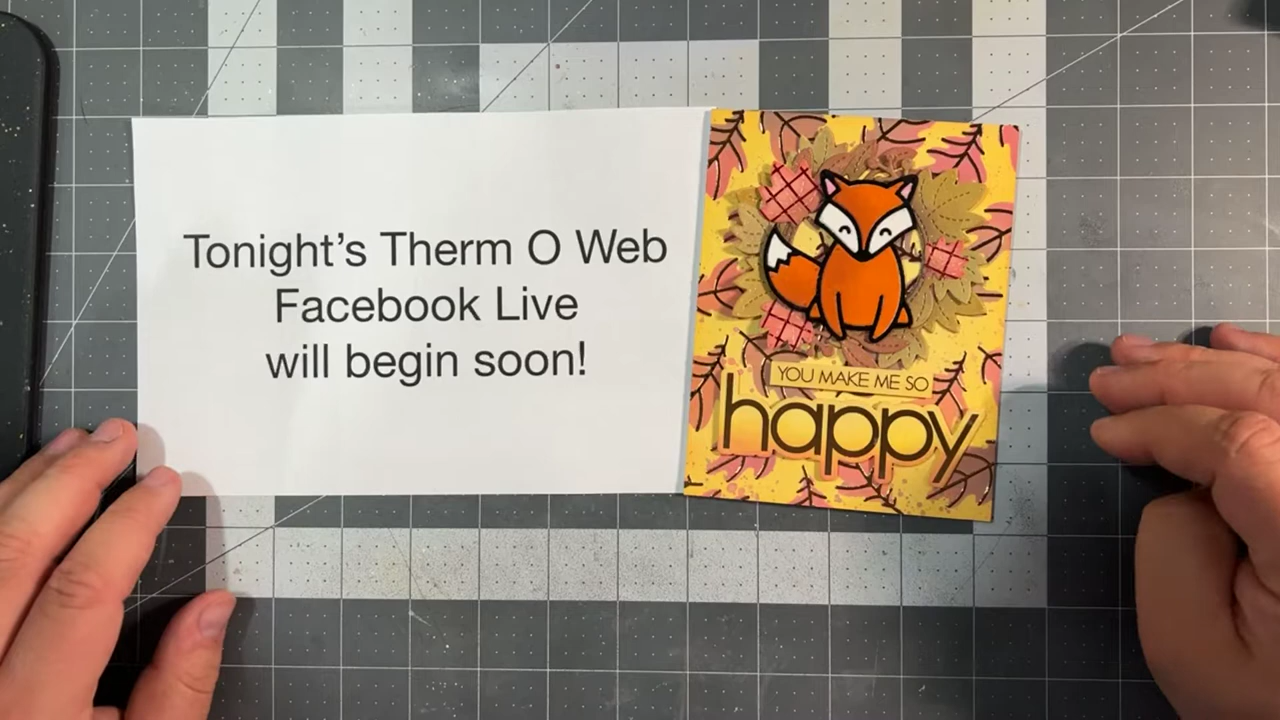 Tonight’s Therm O Web
Facebook Live
will begin soon!
YOU MAKE ME SO
happy